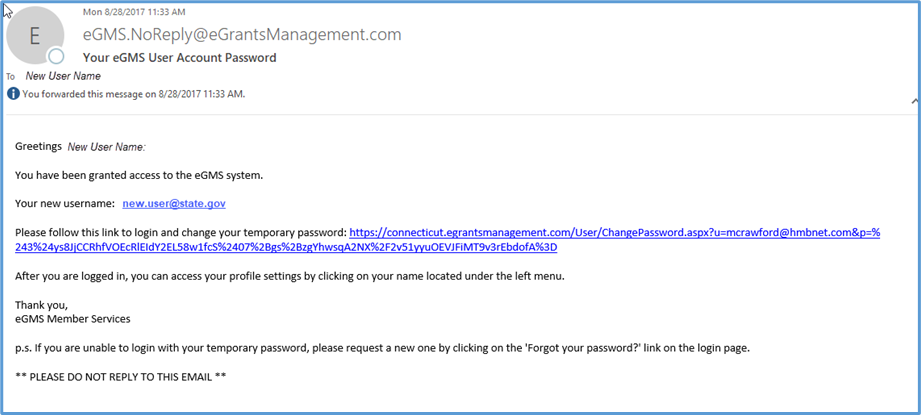 Mon 8/28/2017 11:33 AM
E
eGMS.NoReply@eGrantsManagement.com
Your eGMS User Account Password
To New User Name
You forwarded this message on 8/28/2017 11:33 AM.
Greetings New User Name:
You have been granted access to the eGMS system.
Your new username: new.user@state.gov
Please follow this link to login and change your temporary password: https://connecticut.egrantsmanagement.com/User/ChangePassword.aspx?u=mcrawford@hmbnet.com&p=%
243%24ys8JjCCRhfVOEcRlEIdY2EL58w1fcS%2407%2Bgs%2BzgYhwsqA2NX%2F2v51yyuOEVJFiMT9v3rEbdofA%3D
After you are logged in, you can access your profile settings by clicking on your name located under the left menu.
Thank you,
eGMS Member Services
p.s. If you are unable to login with your temporary password, please request a new one by clicking on the 'Forgot your password?' link on the login page.
** PLEASE DO NOT REPLY TO THIS EMAIL **